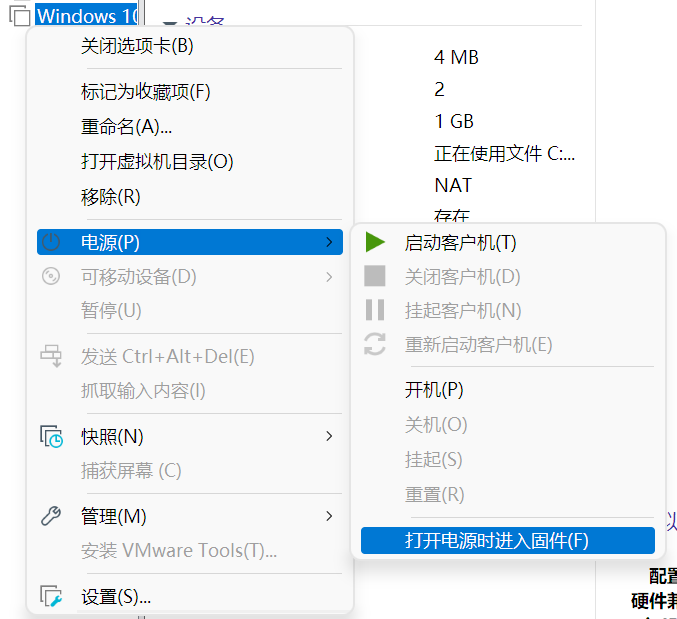 Windows 10
设备
关闭选项卡(B)
标记为收藏项(F)
重命名(A)...
打开虚拟机目录(O)
移除(R)
电源(P)
可移动设备(D)
暂停(U)
发送 Ctrl+Alt+Del(E)
抓取输入内容(I)
快照(N)
捕获屏幕 (C)
管理(M)
安装 VMware Tools(T)...
设置(S)...
4 MB
2
1 GB
正在使用文件 C:...
NAT
存在
启动客户机(T)
关闭客户机(D)
挂起客户机(N)
重新启动客户机(E)
开机(P)
关机(O)
挂起(S)
重置(R)
打开电源时进入固件(F)
配置
硬件兼